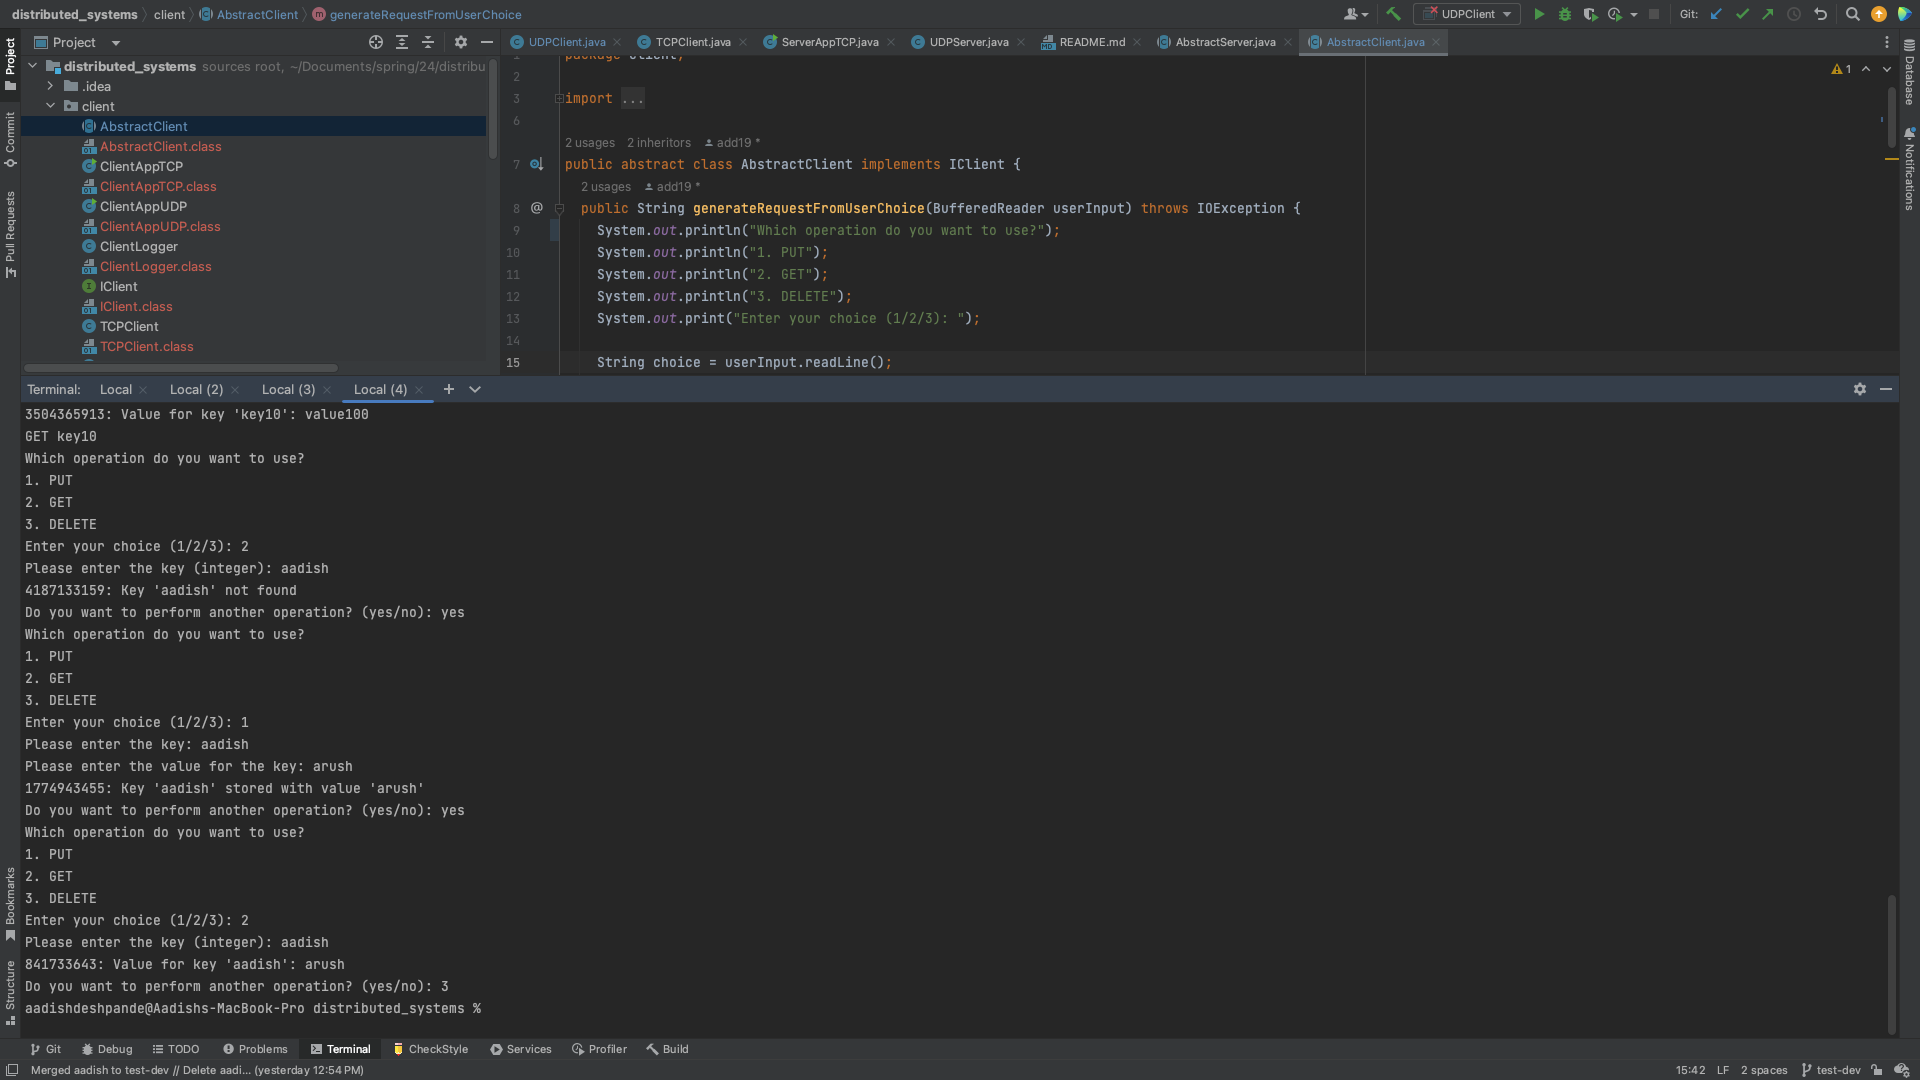 distributed_systems client AbstractClient generateRequestFromUserChoice
UDPClient
Git:
Project
UDPClient.java
TCPClient.java
ServerAppTCP.java
UDPServer.java
README.md
AbstractServer.java
AbstractClient.java
distributed_systems sources root, ~/Documents/spring/24/distribu
.idea
client
AbstractClient
AbstractClient.class
ClientAppTCP
ClientAppTCP.class
ClientAppUDP
ClientAppUDP.class
ClientLogger
ClientLogger.class
IClient
IClient.class
TCPClient
TCPClient.class
1
2
3 import ...
6
2 usages 2 inheritors add19 *
7 public abstract class AbstractClient implements IClient {
2 usages add19 *
8 @ public String generateRequestFromUserChoice(BufferedReader userInput) throws IOException {
9 System.out.println("Which operation do you want to use?");
10 System.out.println("1. PUT");
11 System.out.println("2. GET");
12 System.out.println("3. DELETE");
13 System.out.print("Enter your choice (1/2/3): ");
14
15 String choice = userInput.readLine();
Project
Commit
Pull Requests
Bookmarks
Structure
Database
Notifications
Terminal: Local Local (2) Local (3) Local (4)
3504365913: Value for key 'key10': value100
GET key10
Which operation do you want to use?
1. PUT
2. GET
3. DELETE
Enter your choice (1/2/3): 2
Please enter the key (integer): aadish
4187133159: Key 'aadish' not found
Do you want to perform another operation? (yes/no): yes
Which operation do you want to use?
1. PUT
2. GET
3. DELETE
Enter your choice (1/2/3): 1
Please enter the key: aadish
Please enter the value for the key: arush
1774943455: Key 'aadish' stored with value 'arush'
Do you want to perform another operation? (yes/no): yes
Which operation do you want to use?
1. PUT
2. GET
3. DELETE
Enter your choice (1/2/3): 2
Please enter the key (integer): aadish
841733643: Value for key 'aadish': arush
Do you want to perform another operation? (yes/no): 3
aadishdeshpande@Aadishs-MacBook-Pro distributed_systems %
Git Debug TODO Problems Terminal CheckStyle Services Profiler Build
Merged aadish to test-dev // Delete aadi... (yesterday 12:54 PM)
15:42 LF 2 spaces test-dev